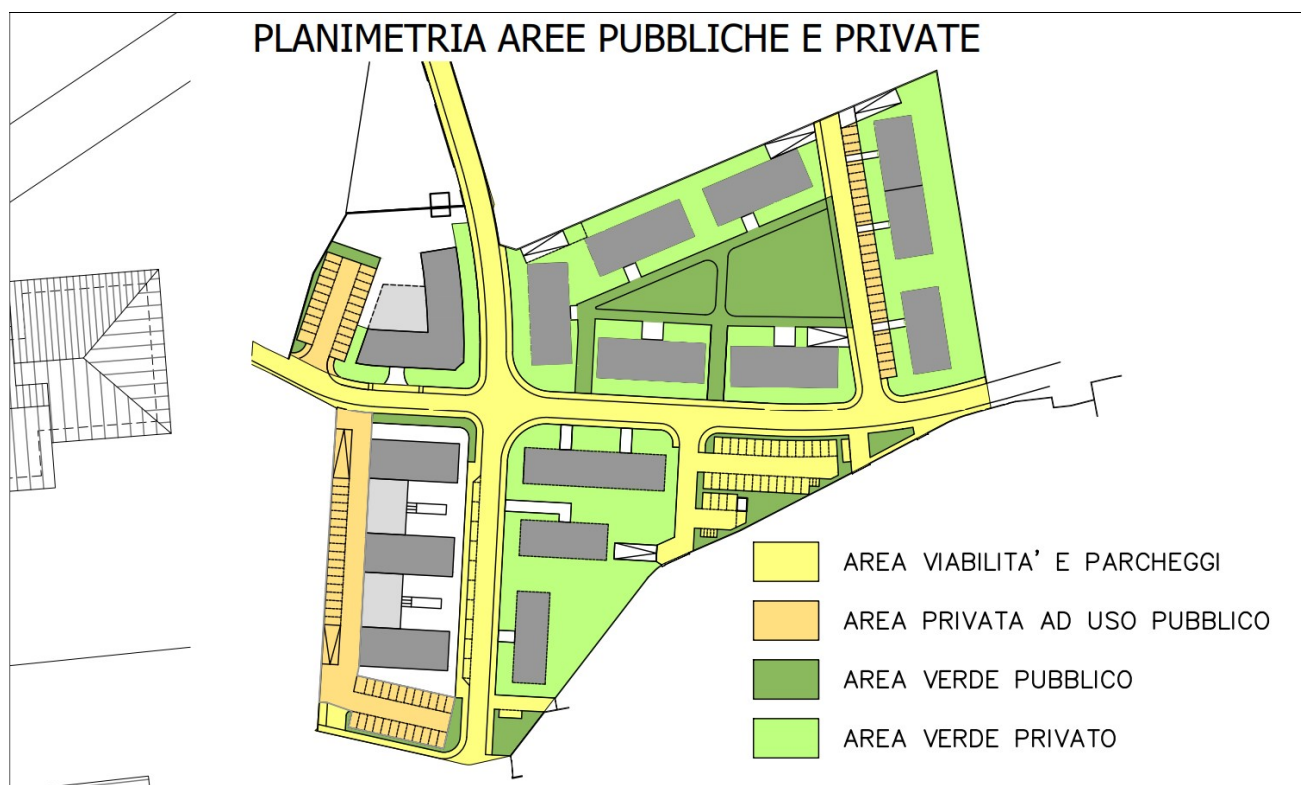 PLANIMETRIA AREE PUBBLICHE E PRIVATE
AREA VIABILITA' E PARCHEGGI
AREA PRIVATA AD USO PUBBLICO
AREA VERDE PUBBLICO
AREA VERDE PRIVATO